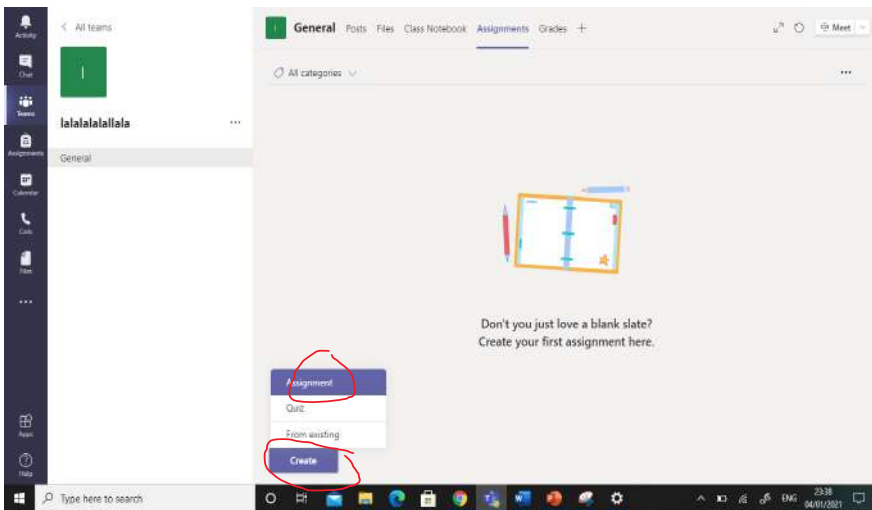 Activity
Chat
Teams
Assignments
Calendar
Calls
Files
Apps
Help
All teams
lalalalalallala
General
General Posts Files Class Notebook Assignments Grades
Meet
All categories
Don't you just love a blank slate?
Create your first assignment here.
Assignment
Quiz
From existing
Create
Type here to search
ENG
23:38
04/01/2021